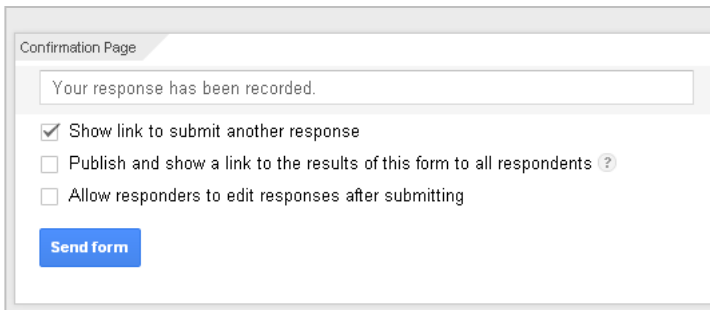 Confirmation Page
Your response has been recorded.
Show link to submit another response
Publish and show a link to the results of this form to all respondents ?
Allow responders to edit responses after submitting
Send form